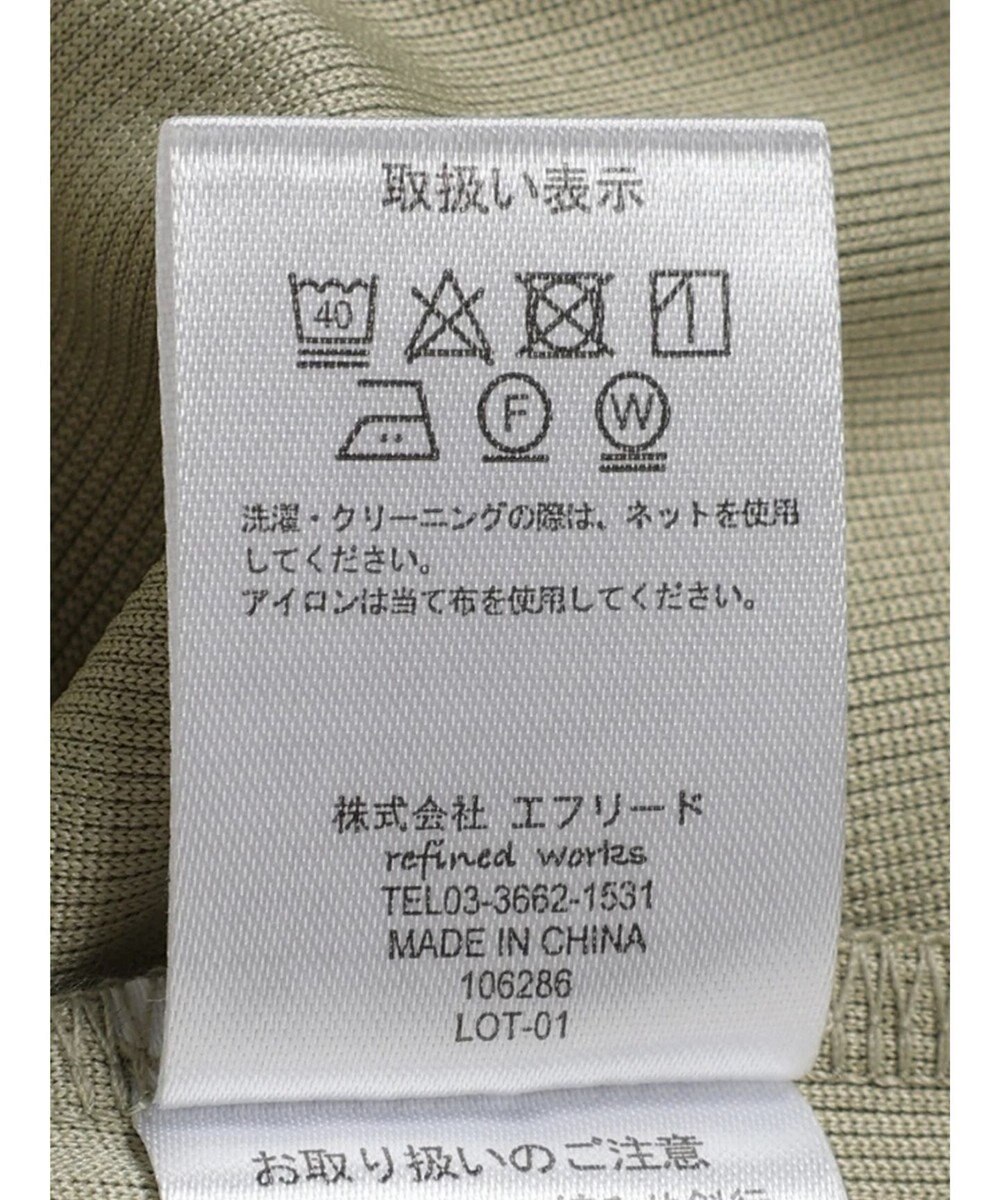 取扱い表示
40
F W
洗濯・クリーニングの際は、ネットを使用
してください。
アイロンは当て布を使用してください。
株式会社 エフリード
refined works
TEL03-3662-1531
MADE IN CHINA
106286
LOT-01
お取り扱いのご注意